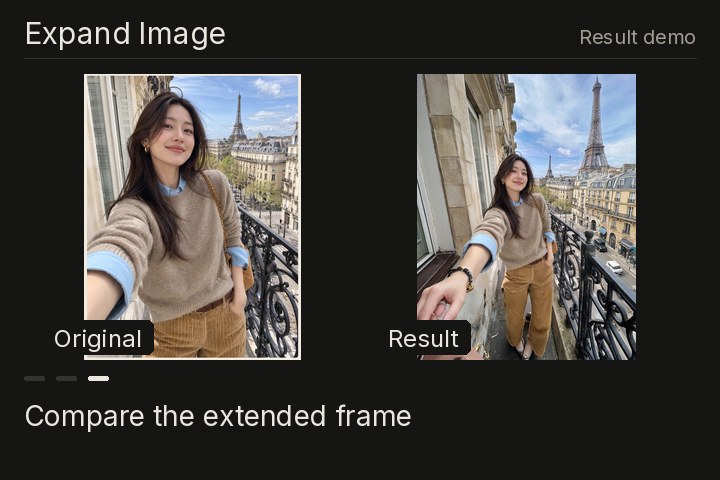 Expand Image
Result demo
Original
Result
Compare the extended frame